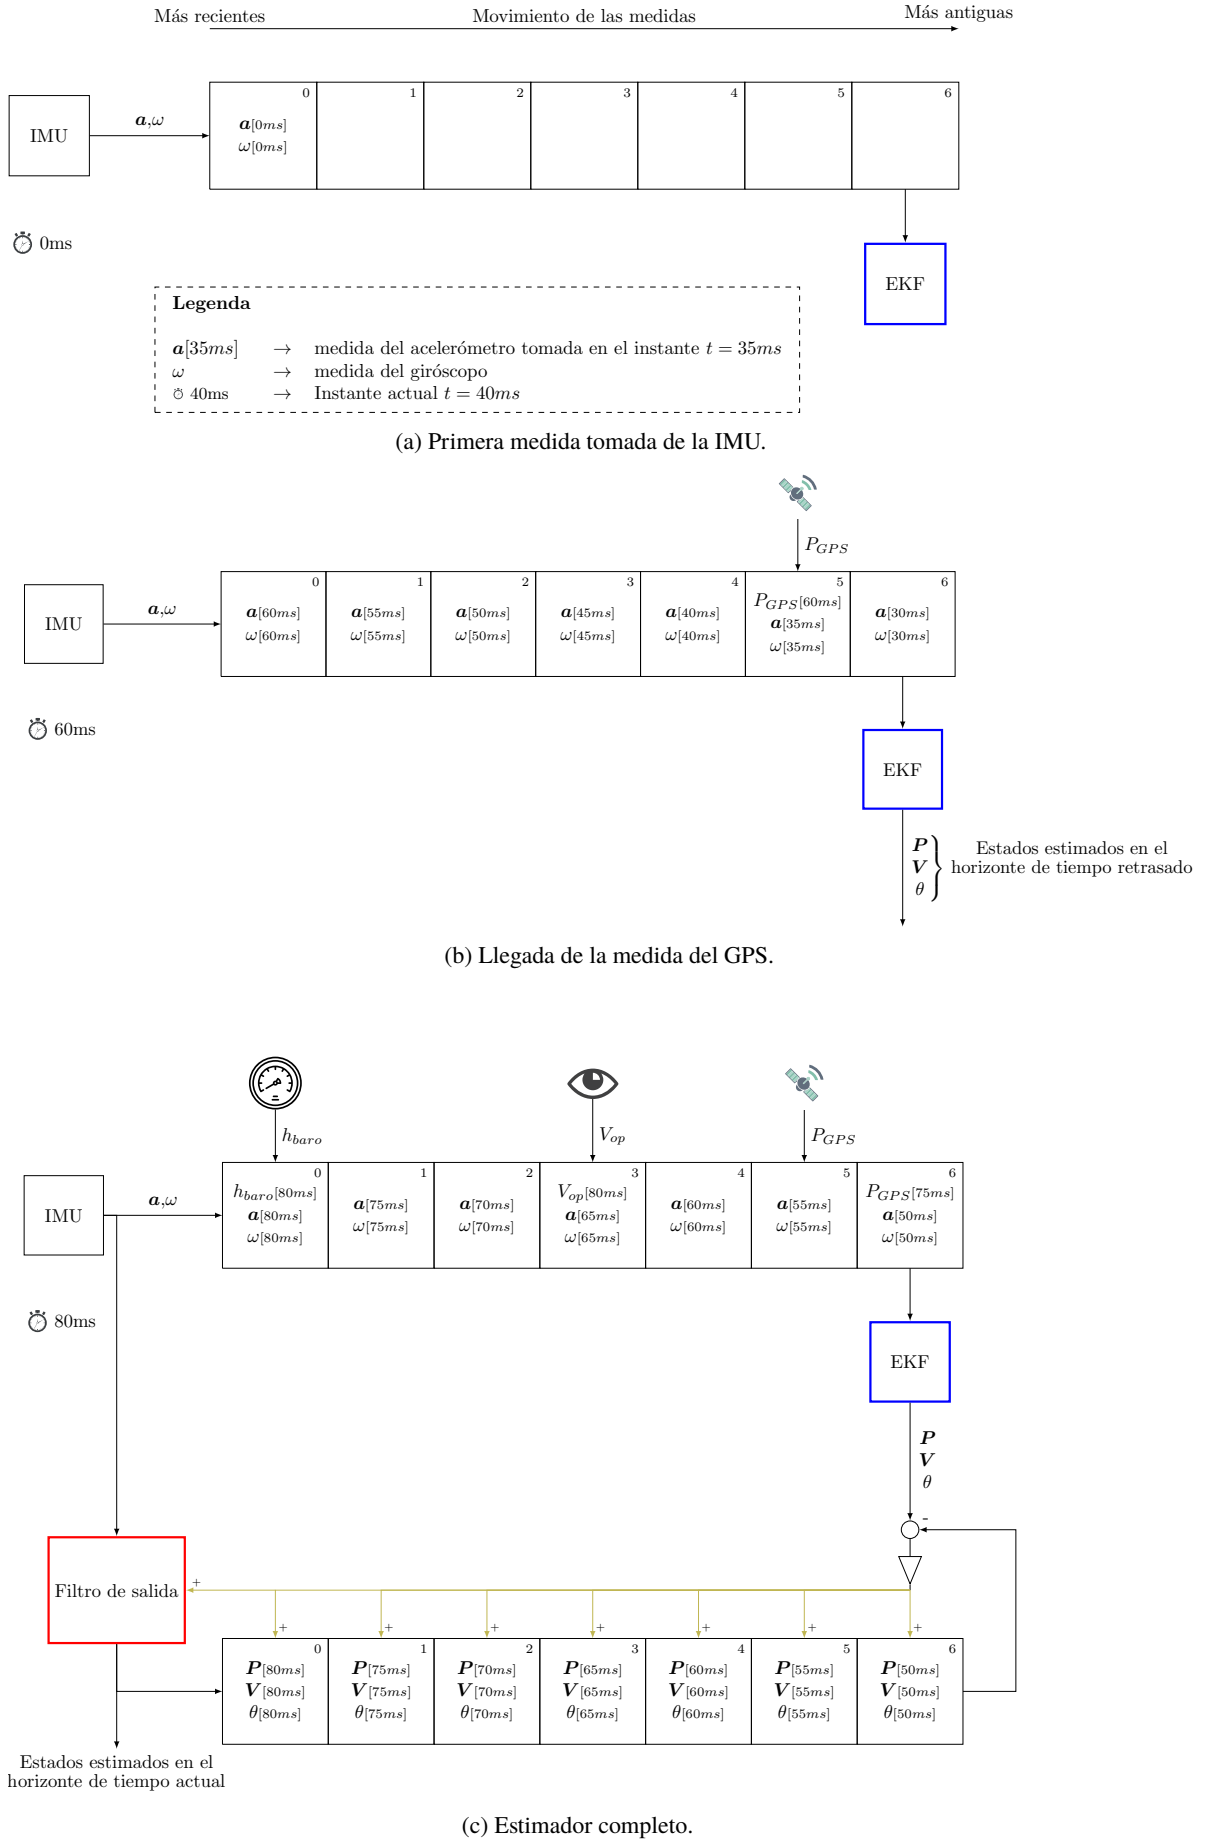 Más recientes Movimiento de las medidas Más antiguas
0 1 2 3 4 5 6
IMU a,ω a[0ms]
ω[0ms]
0ms
EKF
Legenda
a[35ms] → medida del acelerómetro tomada en el instante t = 35ms
ω → medida del giróscopo
40ms → Instante actual t = 40ms
(a) Primera medida tomada de la IMU.
P_GPS
0 1 2 3 4 5 6
P_GPS[60ms]
IMU a,ω a[60ms] a[55ms] a[50ms] a[45ms] a[40ms] a[35ms] a[30ms]
ω[60ms] ω[55ms] ω[50ms] ω[45ms] ω[40ms] ω[35ms] ω[30ms]
60ms
EKF
P
V
θ
Estados estimados en el
horizonte de tiempo retrasado
(b) Llegada de la medida del GPS.
h_baro V_op P_GPS
0 1 2 3 4 5 6
h_baro[80ms] V_op[80ms] P_GPS[75ms]
IMU a,ω a[80ms] a[75ms] a[70ms] a[65ms] a[60ms] a[55ms] a[50ms]
ω[80ms] ω[75ms] ω[70ms] ω[65ms] ω[60ms] ω[55ms] ω[50ms]
80ms
EKF
P
V
θ
-
Filtro de salida +
+ + + + + + +
0 1 2 3 4 5 6
P[80ms] P[75ms] P[70ms] P[65ms] P[60ms] P[55ms] P[50ms]
V[80ms] V[75ms] V[70ms] V[65ms] V[60ms] V[55ms] V[50ms]
θ[80ms] θ[75ms] θ[70ms] θ[65ms] θ[60ms] θ[55ms] θ[50ms]
Estados estimados en el
horizonte de tiempo actual
(c) Estimador completo.